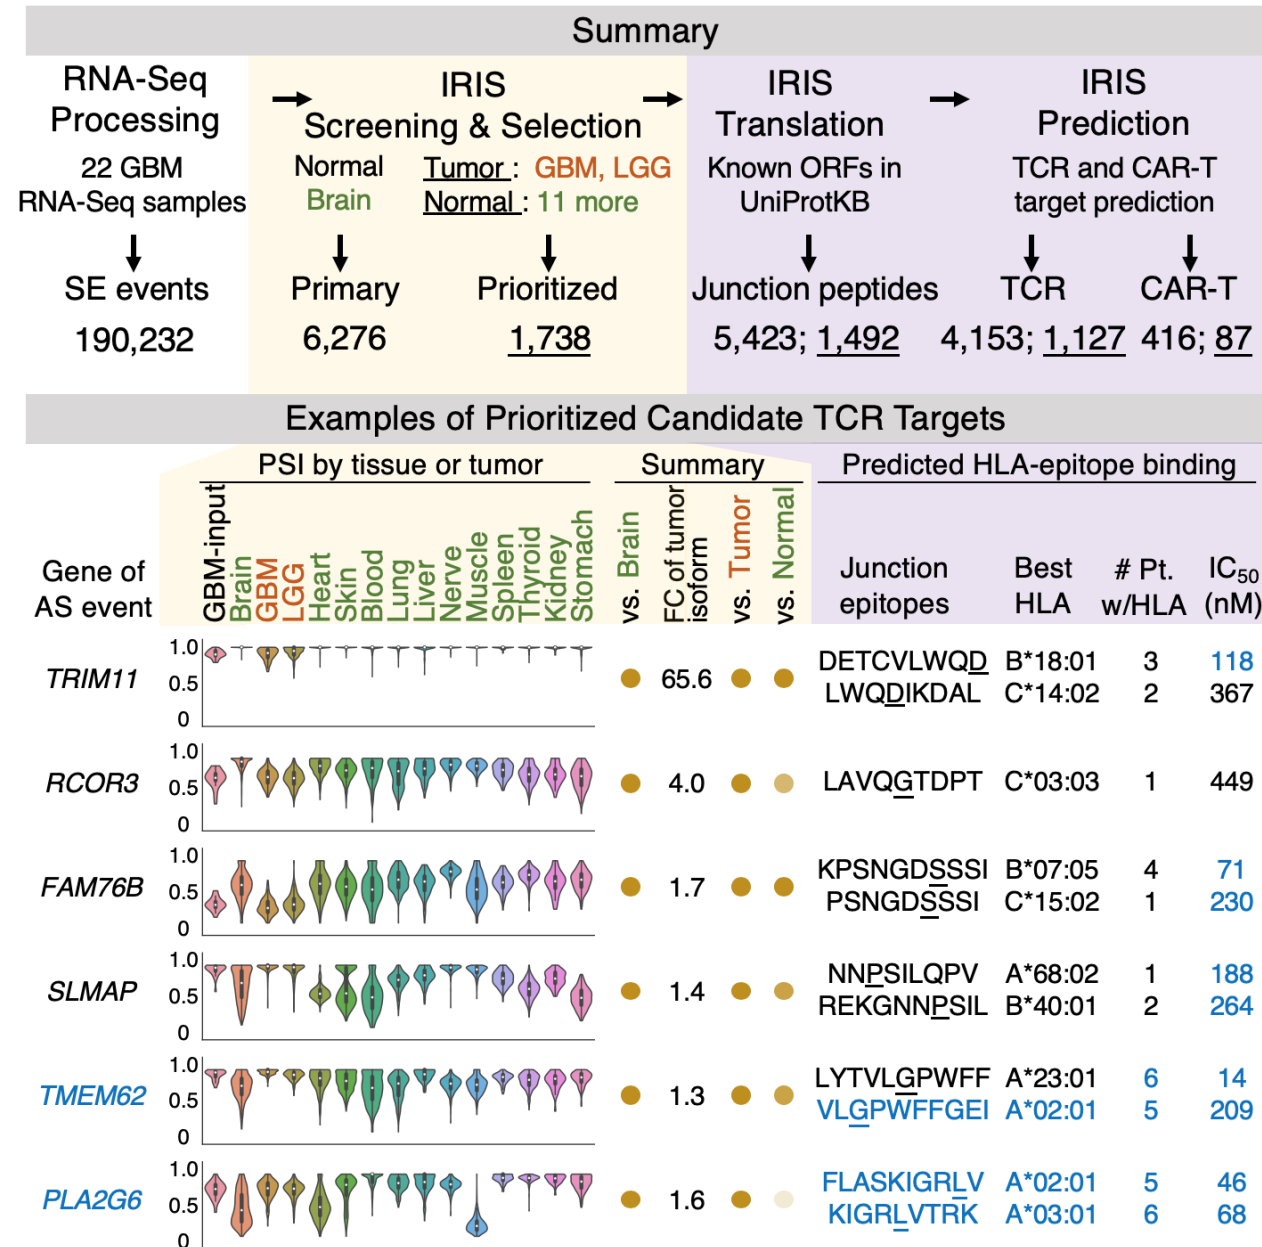 Summary
RNA-Seq Processing
22 GBM
RNA-Seq samples
SE events
190,232
IRIS
Screening & Selection
Normal
Brain
Tumor : GBM, LGG
Normal : 11 more
Primary
6,276
Prioritized
1,738
IRIS
Translation
Known ORFs in
UniProtKB
Junction peptides
5,423; 1,492
IRIS
Prediction
TCR and CAR-T
target prediction
TCR
4,153; 1,127
CAR-T
416; 87
Examples of Prioritized Candidate TCR Targets
PSI by tissue or tumor
Summary
Predicted HLA-epitope binding
Gene of
AS event
GBM-input
Brain
GBM
LGG
Heart
Skin
Blood
Lung
Liver
Nerve
Muscle
Spleen
Thyroid
Kidney
Stomach
vs. Brain
FC of tumor
isoform
vs. Tumor
vs. Normal
Junction
epitopes
Best
HLA
# Pt.
w/HLA
IC50
(nM)
TRIM11
1.0
0.5
0
65.6
DETCVLWQD B*18:01 3 118
LWQDIKDAL C*14:02 2 367
RCOR3
1.0
0.5
0
4.0
LAVQGTDPT C*03:03 1 449
FAM76B
1.0
0.5
0
1.7
KPSNGDSSSI B*07:05 4 71
PSNGDSSSI C*15:02 1 230
SLMAP
1.0
0.5
0
1.4
NNPSILQPV A*68:02 1 188
REKGNNPSIL B*40:01 2 264
TMEM62
1.0
0.5
0
1.3
LYTVLGPWFF A*23:01 6 14
VLGPWFFGEI A*02:01 5 209
PLA2G6
1.0
0.5
0
1.6
FLASKIGRLV A*02:01 5 46
KIGRLVTRK A*03:01 6 68